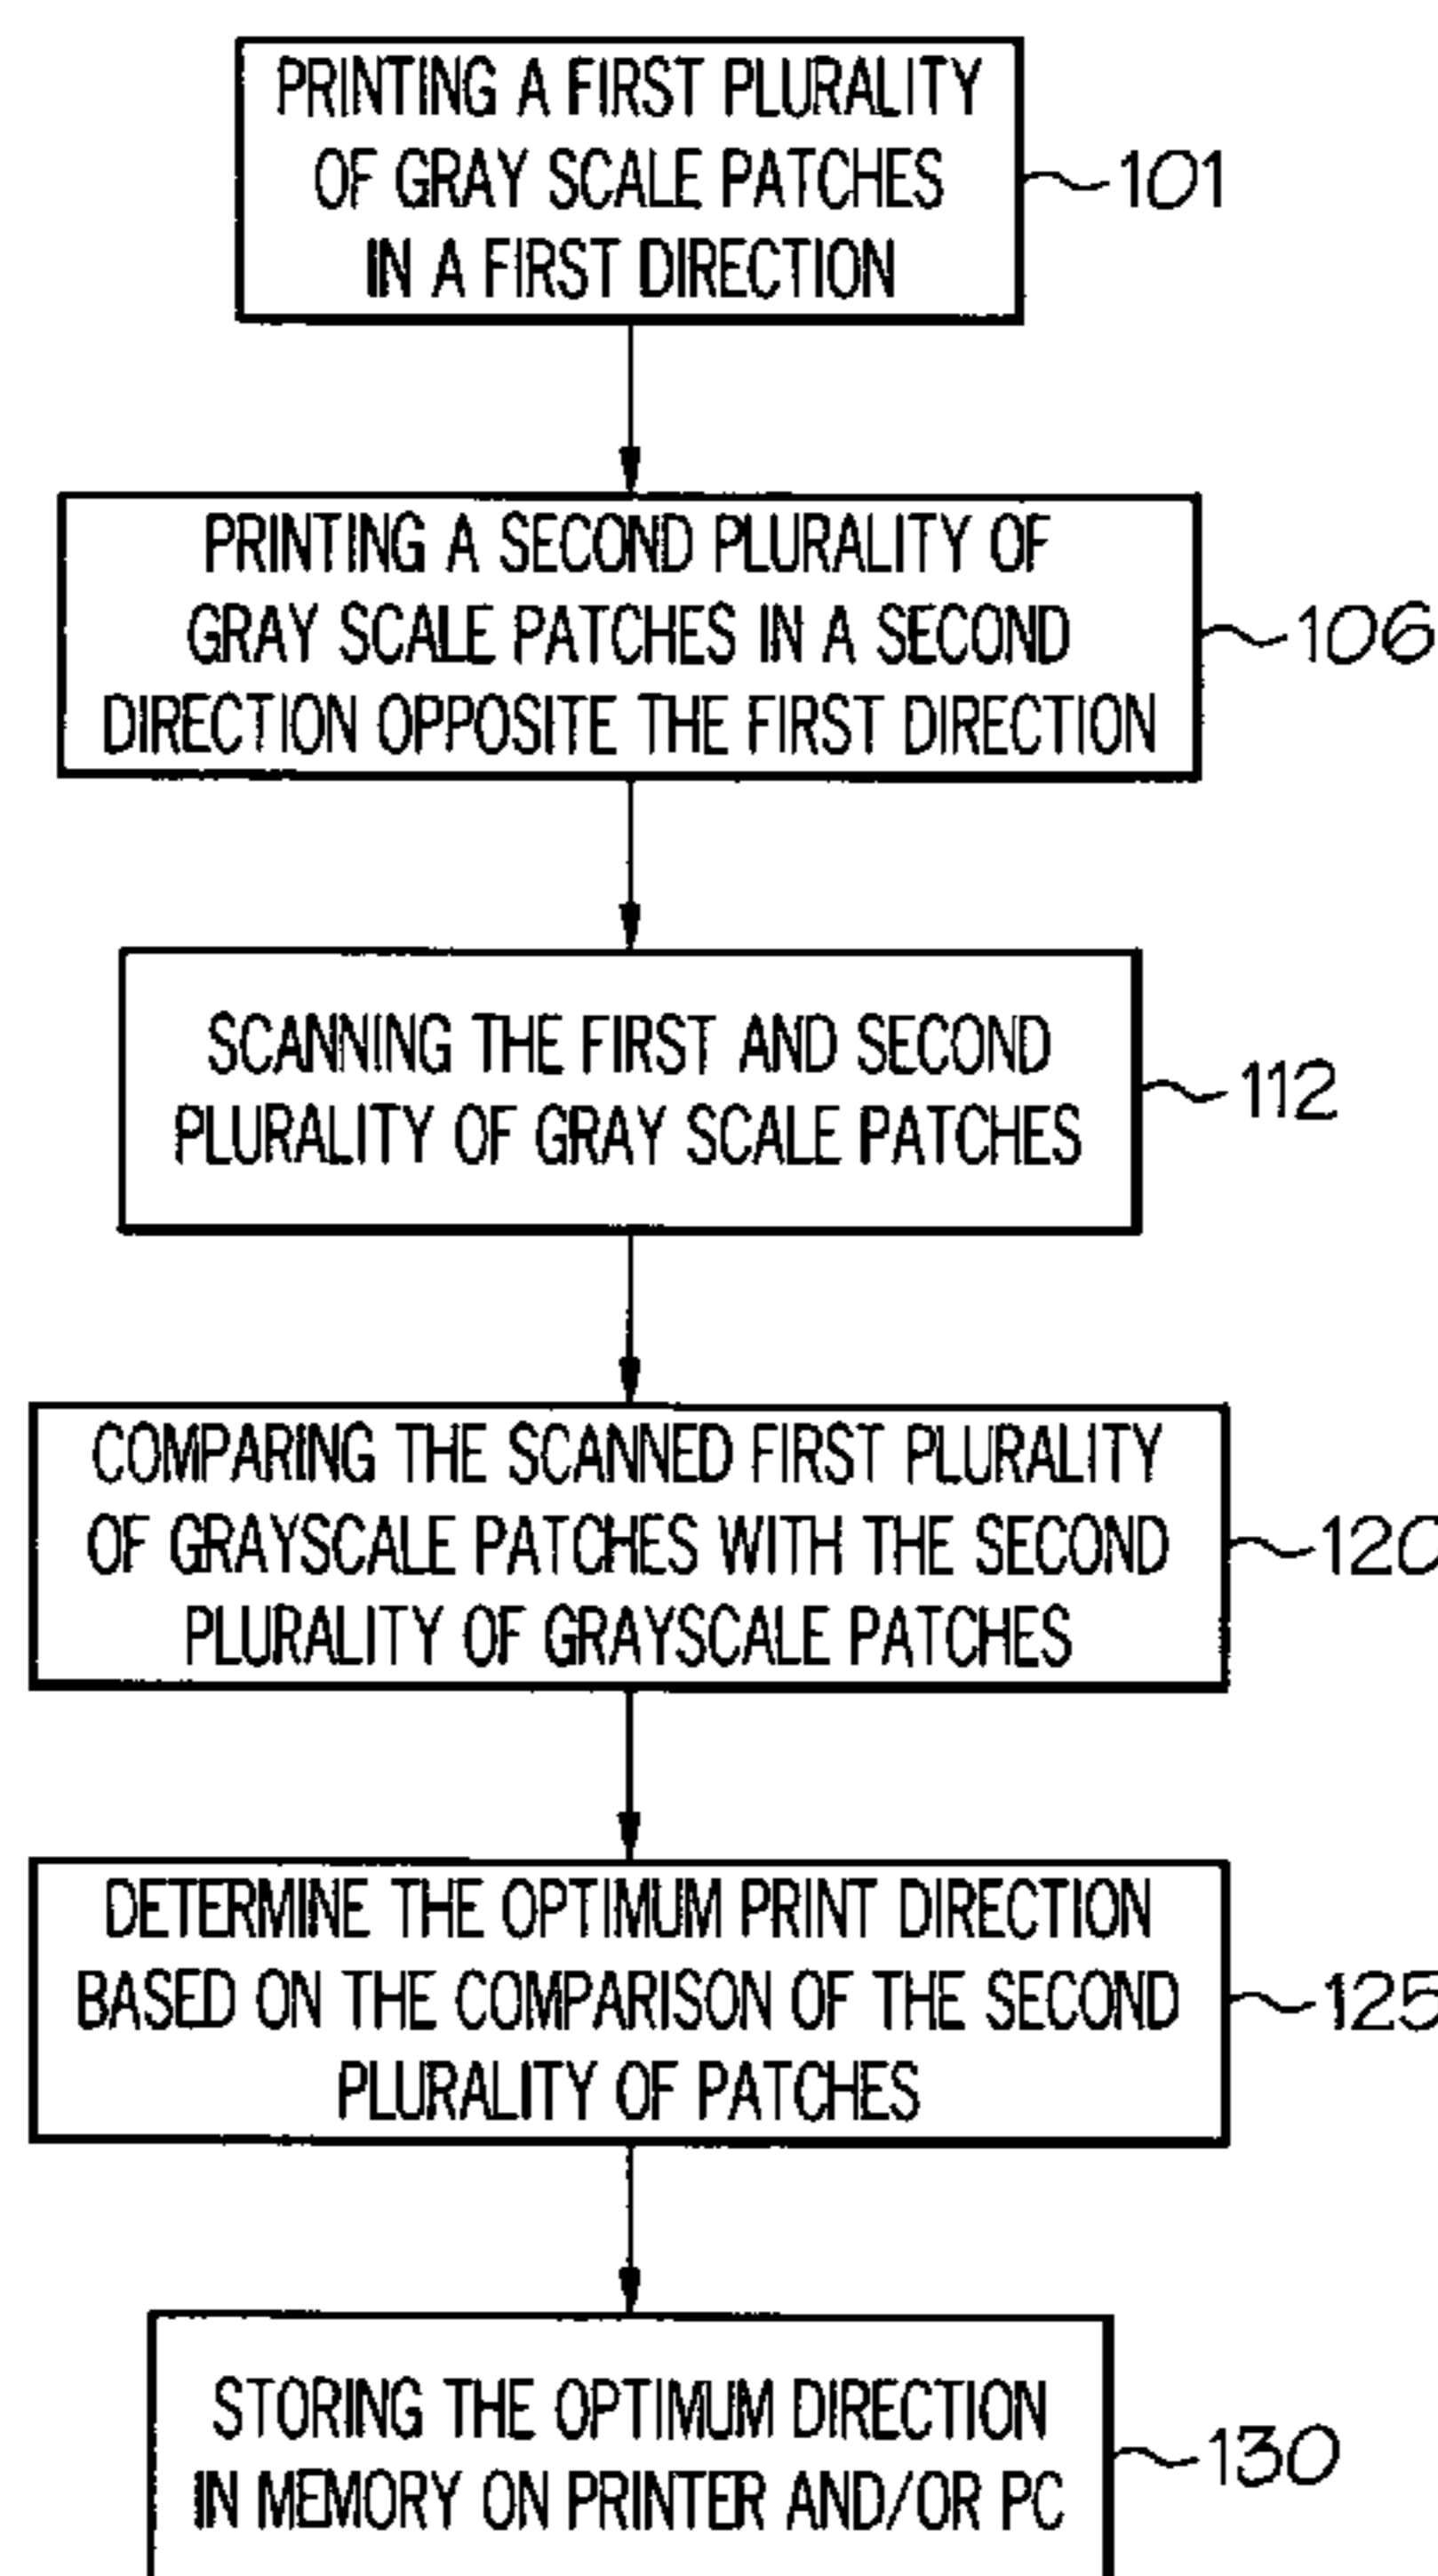 PRINTING A FIRST PLURALITY
OF GRAY SCALE PATCHES
IN A FIRST DIRECTION
101
PRINTING A SECOND PLURALITY OF
GRAY SCALE PATCHES IN A SECOND
DIRECTION OPPOSITE THE FIRST DIRECTION
106
SCANNING THE FIRST AND SECOND
PLURALITY OF GRAY SCALE PATCHES
112
COMPARING THE SCANNED FIRST PLURALITY
OF GRAYSCALE PATCHES WITH THE SECOND
PLURALITY OF GRAYSCALE PATCHES
120
DETERMINE THE OPTIMUM PRINT DIRECTION
BASED ON THE COMPARISON OF THE SECOND
PLURALITY OF PATCHES
125
STORING THE OPTIMUM DIRECTION
IN MEMORY ON PRINTER AND/OR PC
130